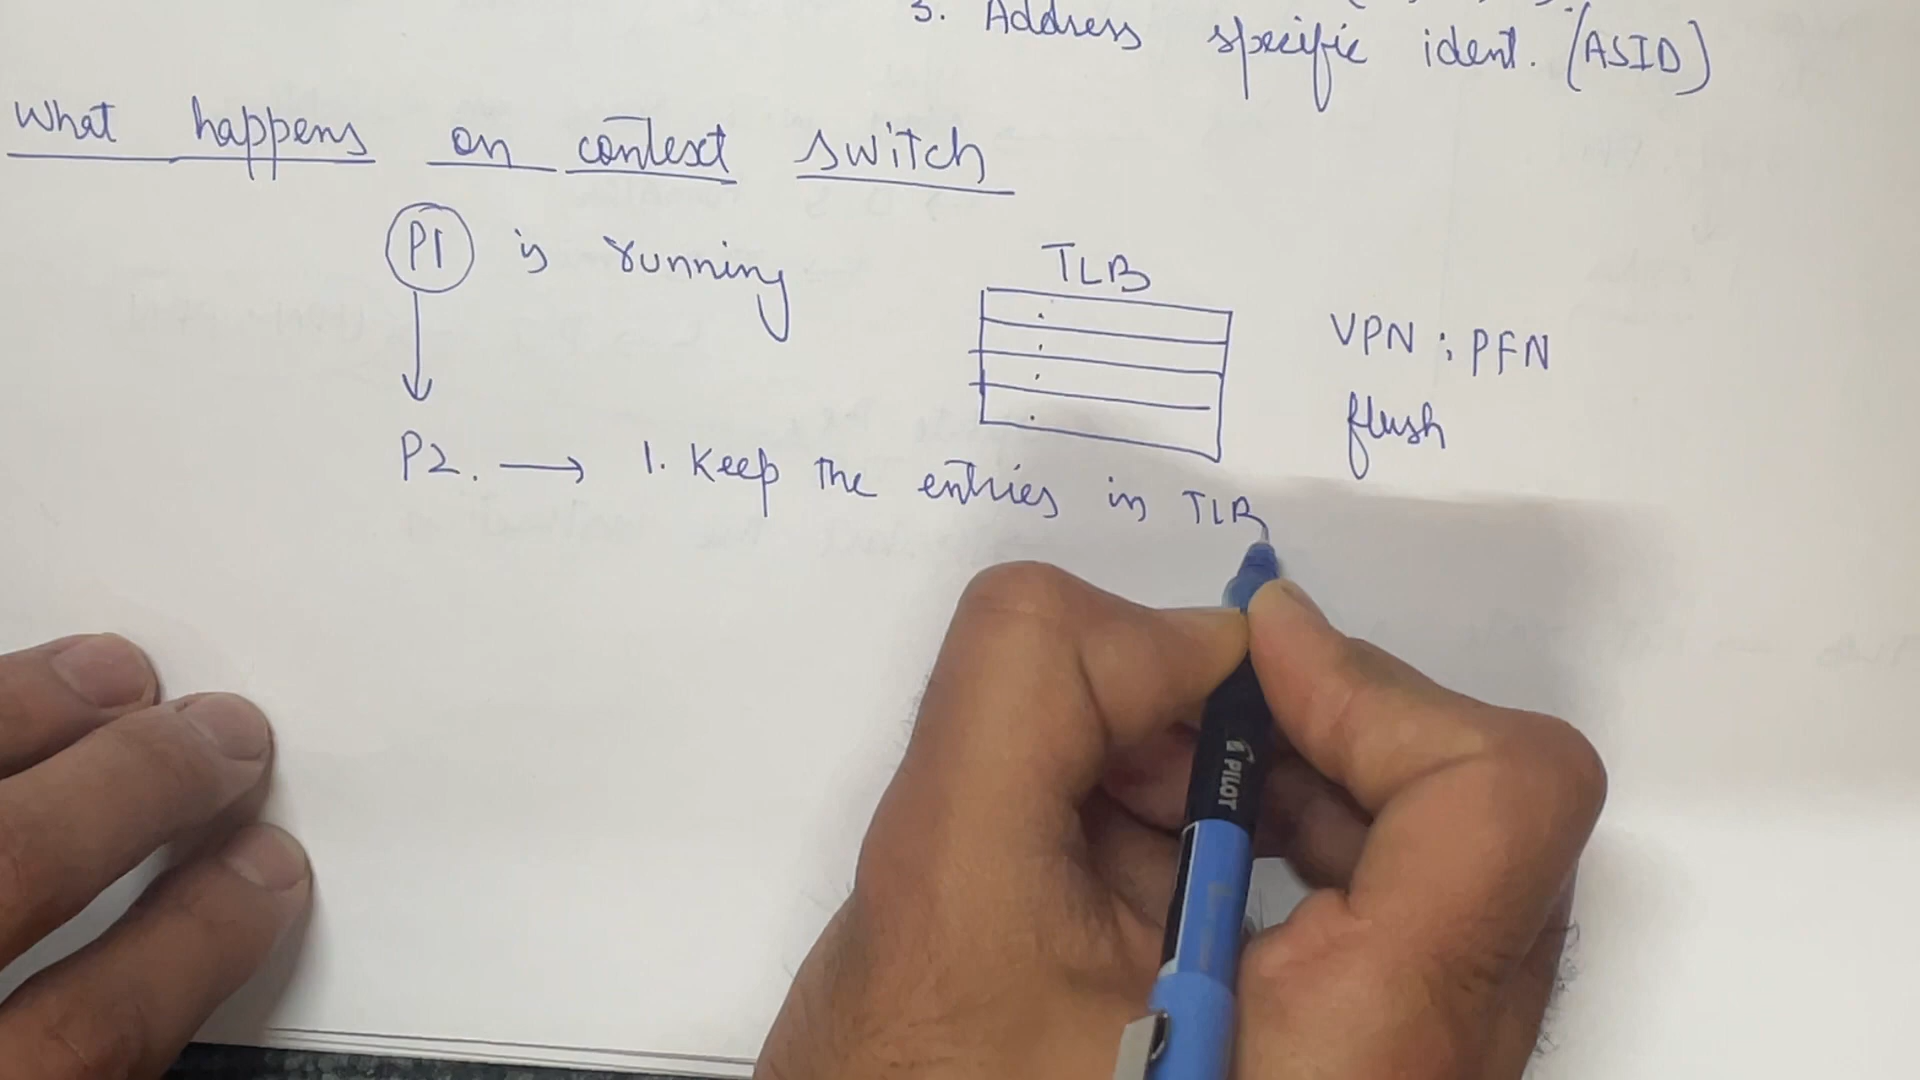 3. Address specific ident. (ASID)
What happens on context switch
P1 is running
TLB
VPN : PFN
flush
P2. → 1. Keep the entries in TLB
PILOT